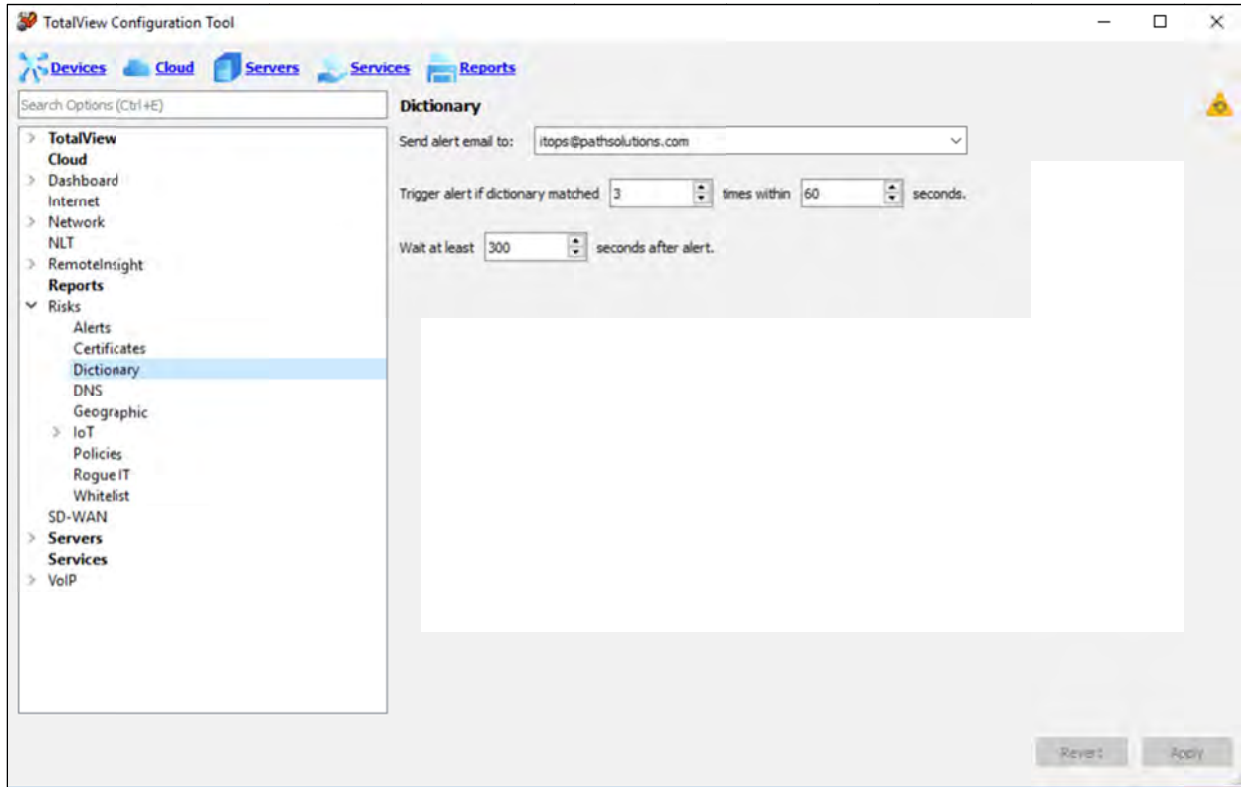 TotalView Configuration Tool
Devices Cloud Servers Services Reports
Search Options (Ctrl+E)
TotalView
Cloud
Dashboard
Internet
Network
NLT
RemoteInsight
Reports
Risks
Alerts
Certificates
Dictionary
DNS
Geographic
IoT
Policies
Rogue IT
Whitelist
SD-WAN
Servers
Services
VoIP
Dictionary
Send alert email to: itops@pathsolutions.com
Trigger alert if dictionary matched 3 times within 60 seconds.
Wait at least 300 seconds after alert.
Revert Apply